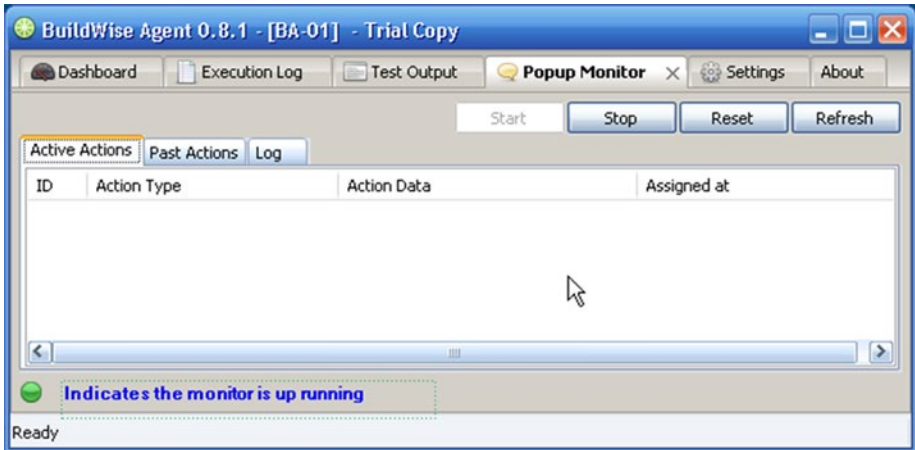 BuildWise Agent 0.8.1 - [BA-01] - Trial Copy
Dashboard Execution Log Test Output Popup Monitor Settings About
Start Stop Reset Refresh
Active Actions Past Actions Log
ID Action Type Action Data Assigned at
Indicates the monitor is up running
Ready